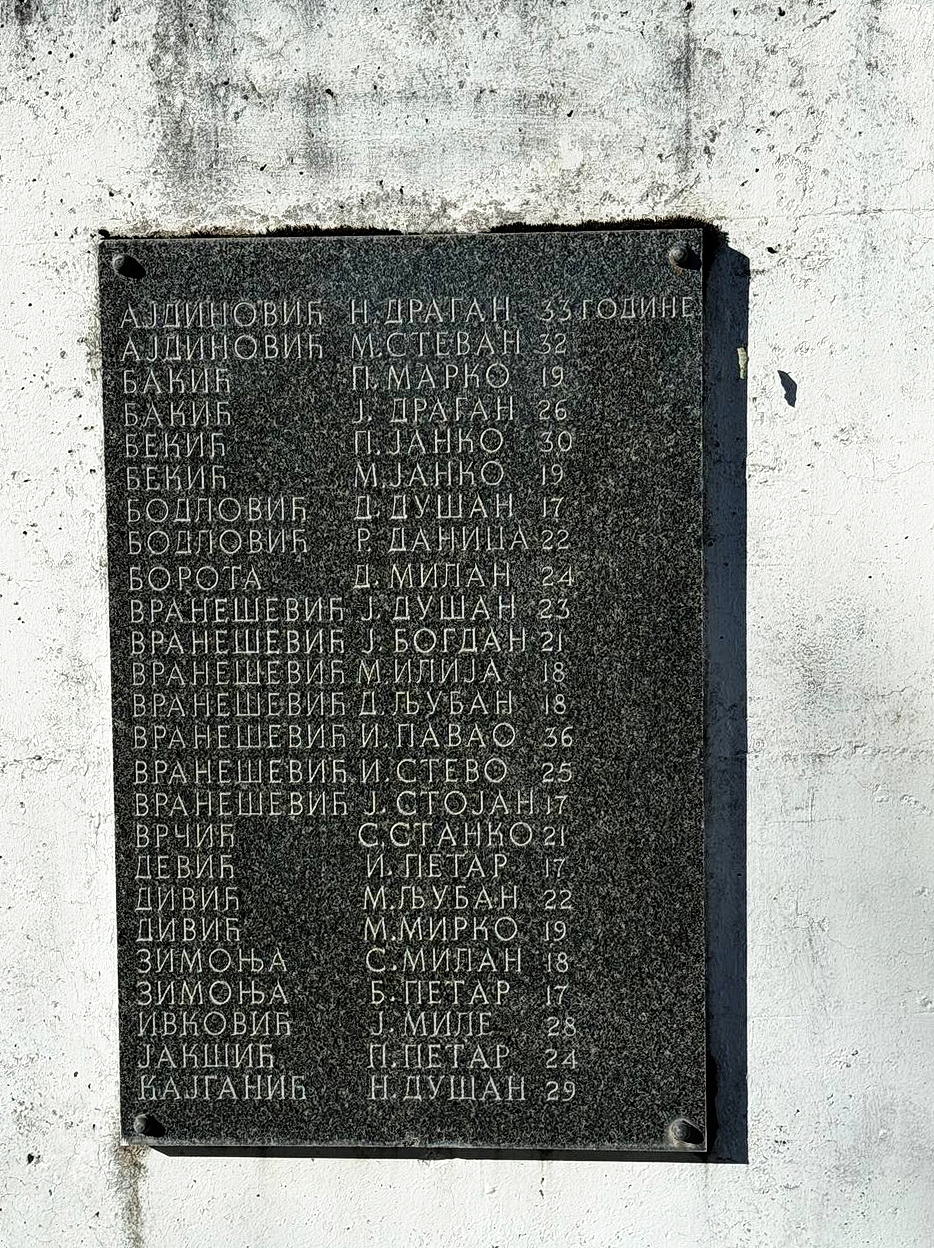 АЈДИНОВИЋ Н. ДРАГАН 33 ГОДИНЕ
АЈДИНОВИЋ М. СТЕВАН 32
БАКИЋ П. МАРКО 19
БАКИЋ Ј. ДРАГАН 26
БЕКИЋ П. ЈАНКО 30
БЕКИЋ М. ЈАНКО 19
БОДЛОВИЋ Д. ДУШАН 17
БОДЛОВИЋ Р. ДАНИЦА 22
БОРОТА Д. МИЛАН 24
ВРАНЕШЕВИЋ Ј. ДУШАН 23
ВРАНЕШЕВИЋ Ј. БОГДАН 21
ВРАНЕШЕВИЋ М. ИЛИЈА 18
ВРАНЕШЕВИЋ Д. ЉУБАН 18
ВРАНЕШЕВИЋ И. ПАВАО 36
ВРАНЕШЕВИЋ И. СТЕВО 25
ВРАНЕШЕВИЋ Ј. СТОЈАН 17
ВРЧИЋ С. СТАНКО 21
ДЕВИЋ И. ПЕТАР 17
ДИВИЋ М. ЉУБАН 22
ДИВИЋ М. МИРКО 19
ЗИМОЊА С. МИЛАН 18
ЗИМОЊА Б. ПЕТАР 17
ИВКОВИЋ Ј. МИЛЕ 28
ЈАКШИЋ П. ПЕТАР 24
КАЈГАНИЋ Н. ДУШАН 29